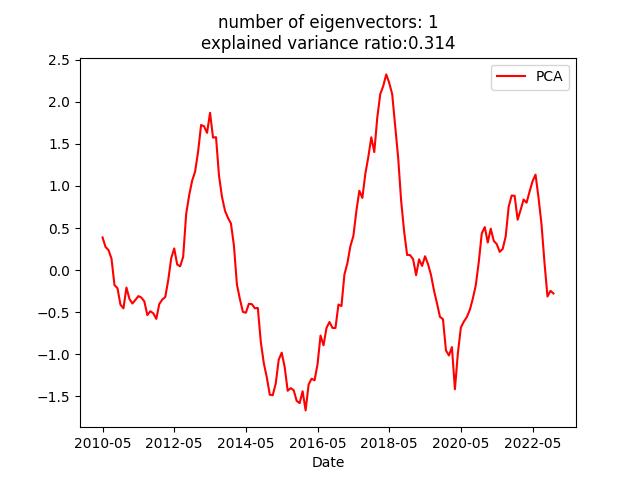 number of eigenvectors: 1
explained variance ratio:0.314
PCA
2.5
2.0
1.5
1.0
0.5
0.0
−0.5
−1.0
−1.5
2010-05 2012-05 2014-05 2016-05 2018-05 2020-05 2022-05
Date